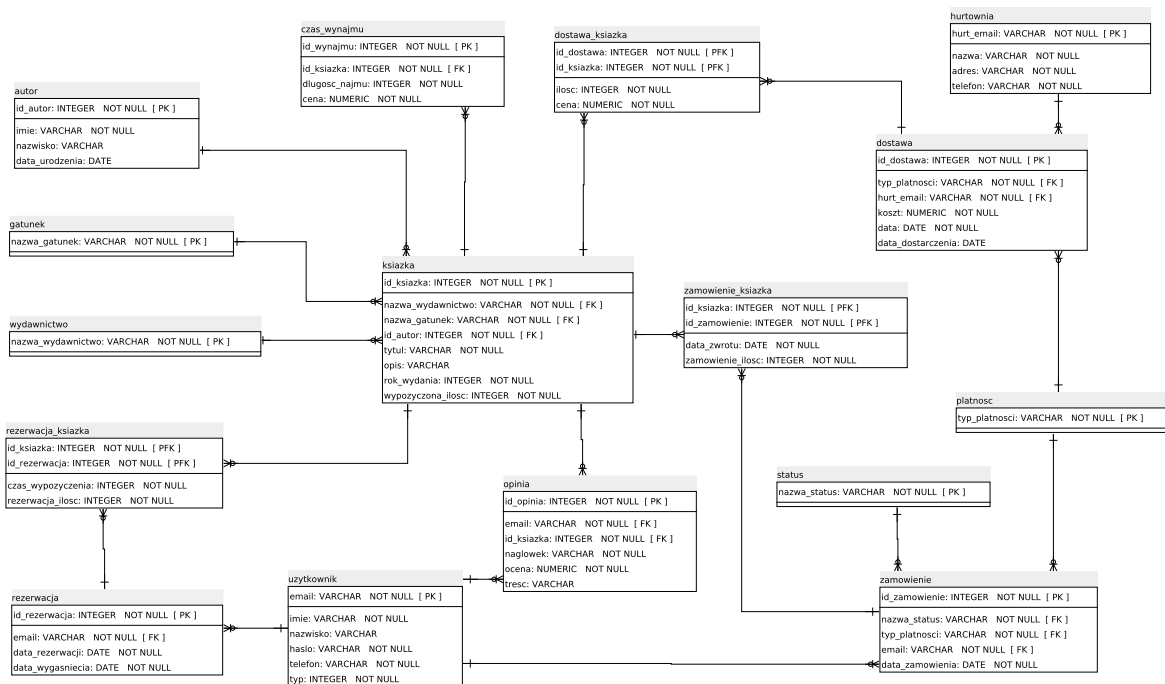 czas_wynajmu
id_wynajmu: INTEGER NOT NULL [ PK ]
id_ksiazka: INTEGER NOT NULL [ FK ]
dlugosc_najmu: INTEGER NOT NULL
cena: NUMERIC NOT NULL
dostawa_ksiazka
id_dostawa: INTEGER NOT NULL [ PFK ]
id_ksiazka: INTEGER NOT NULL [ PFK ]
ilosc: INTEGER NOT NULL
cena: NUMERIC NOT NULL
hurtownia
hurt_email: VARCHAR NOT NULL [ PK ]
nazwa: VARCHAR NOT NULL
adres: VARCHAR NOT NULL
telefon: VARCHAR NOT NULL
autor
id_autor: INTEGER NOT NULL [ PK ]
imie: VARCHAR NOT NULL
nazwisko: VARCHAR
data_urodzenia: DATE
dostawa
id_dostawa: INTEGER NOT NULL [ PK ]
typ_platnosci: VARCHAR NOT NULL [ FK ]
hurt_email: VARCHAR NOT NULL [ FK ]
koszt: NUMERIC NOT NULL
data: DATE NOT NULL
data_dostarczenia: DATE
gatunek
nazwa_gatunek: VARCHAR NOT NULL [ PK ]
ksiazka
id_ksiazka: INTEGER NOT NULL [ PK ]
nazwa_wydawnictwo: VARCHAR NOT NULL [ FK ]
nazwa_gatunek: VARCHAR NOT NULL [ FK ]
id_autor: INTEGER NOT NULL [ FK ]
tytul: VARCHAR NOT NULL
opis: VARCHAR
rok_wydania: INTEGER NOT NULL
wypozyczona_ilosc: INTEGER NOT NULL
zamowienie_ksiazka
id_ksiazka: INTEGER NOT NULL [ PFK ]
id_zamowienie: INTEGER NOT NULL [ PFK ]
data_zwrotu: DATE NOT NULL
zamowienie_ilosc: INTEGER NOT NULL
wydawnictwo
nazwa_wydawnictwo: VARCHAR NOT NULL [ PK ]
platnosc
typ_platnosci: VARCHAR NOT NULL [ PK ]
rezerwacja_ksiazka
id_ksiazka: INTEGER NOT NULL [ PFK ]
id_rezerwacja: INTEGER NOT NULL [ PFK ]
czas_wypozyczenia: INTEGER NOT NULL
rezerwacja_ilosc: INTEGER NOT NULL
opinia
id_opinia: INTEGER NOT NULL [ PK ]
email: VARCHAR NOT NULL [ FK ]
id_ksiazka: INTEGER NOT NULL [ FK ]
naglowek: VARCHAR NOT NULL
ocena: NUMERIC NOT NULL
tresc: VARCHAR
status
nazwa_status: VARCHAR NOT NULL [ PK ]
rezerwacja
id_rezerwacja: INTEGER NOT NULL [ PK ]
email: VARCHAR NOT NULL [ FK ]
data_rezerwacji: DATE NOT NULL
data_wygasniecia: DATE NOT NULL
uzytkownik
email: VARCHAR NOT NULL [ PK ]
imie: VARCHAR NOT NULL
nazwisko: VARCHAR
haslo: VARCHAR NOT NULL
telefon: VARCHAR NOT NULL
typ: INTEGER NOT NULL
zamowienie
id_zamowienie: INTEGER NOT NULL [ PK ]
nazwa_status: VARCHAR NOT NULL [ FK ]
typ_platnosci: VARCHAR NOT NULL [ FK ]
email: VARCHAR NOT NULL [ FK ]
data_zamowienia: DATE NOT NULL